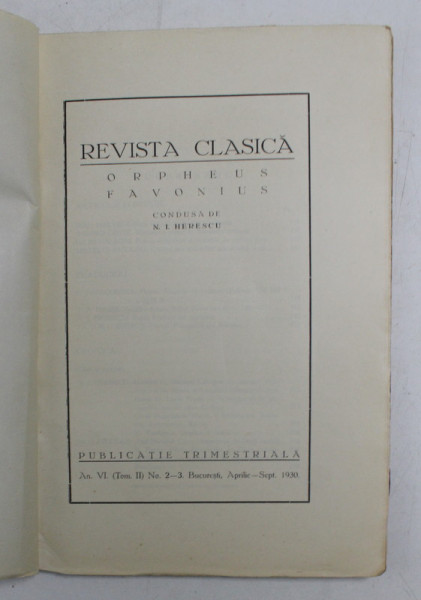 REVISTA CLASICĂ
ORPHEUS
FAVONIUS
CONDUSĂ DE
N. I. HERESCU
PUBLICAȚIE TRIMESTRIALĂ
An. VI. (Tom. II) No. 2—3. București, Aprilie—Sept. 1930.